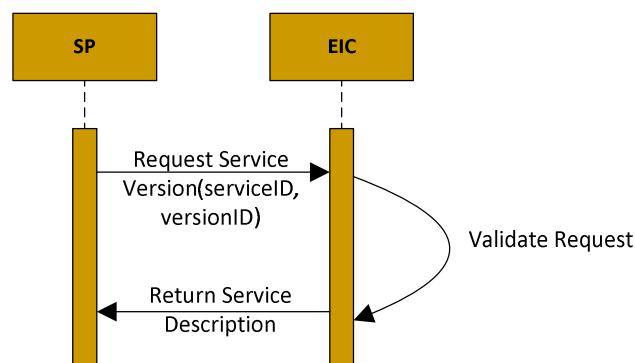 SP
EIC
Request Service
Version(serviceID,
versionID)
Validate Request
Return Service
Description